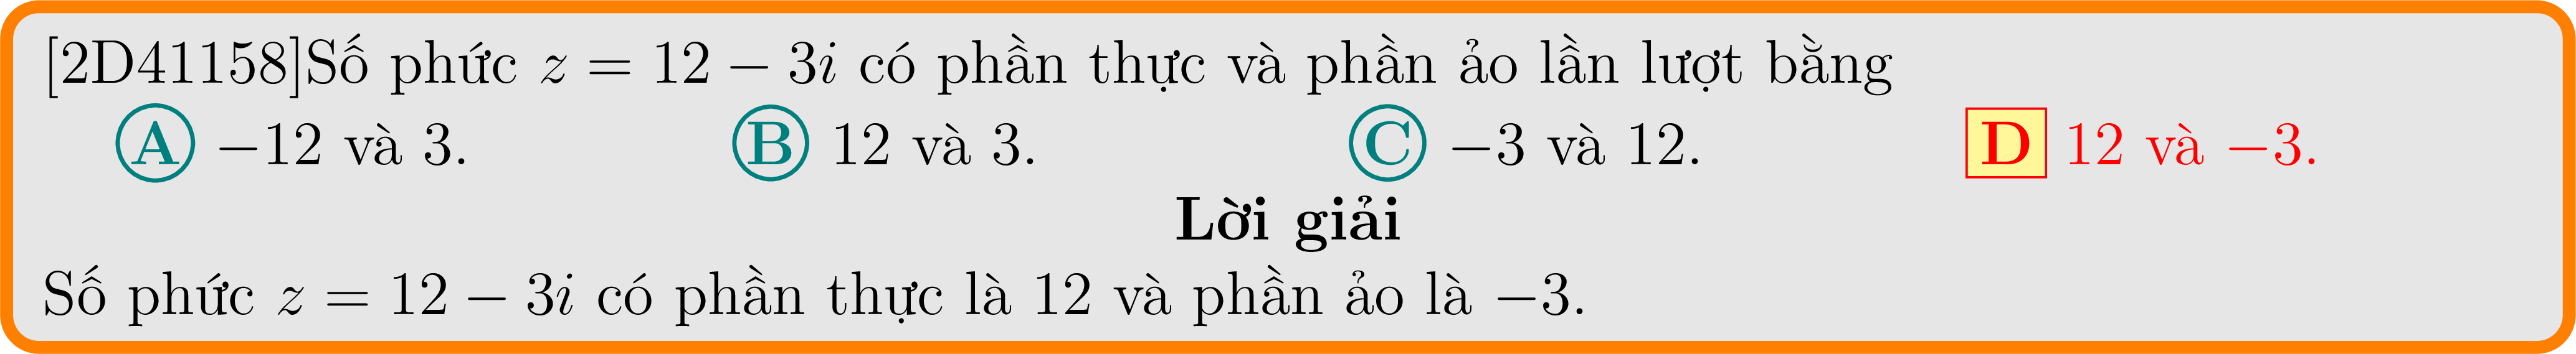 [2D41158]Số phức z = 12 − 3i có phần thực và phần ảo lần lượt bằng
A −12 và 3. B 12 và 3. C −3 và 12. D 12 và −3.
Lời giải
Số phức z = 12 − 3i có phần thực là 12 và phần ảo là −3.